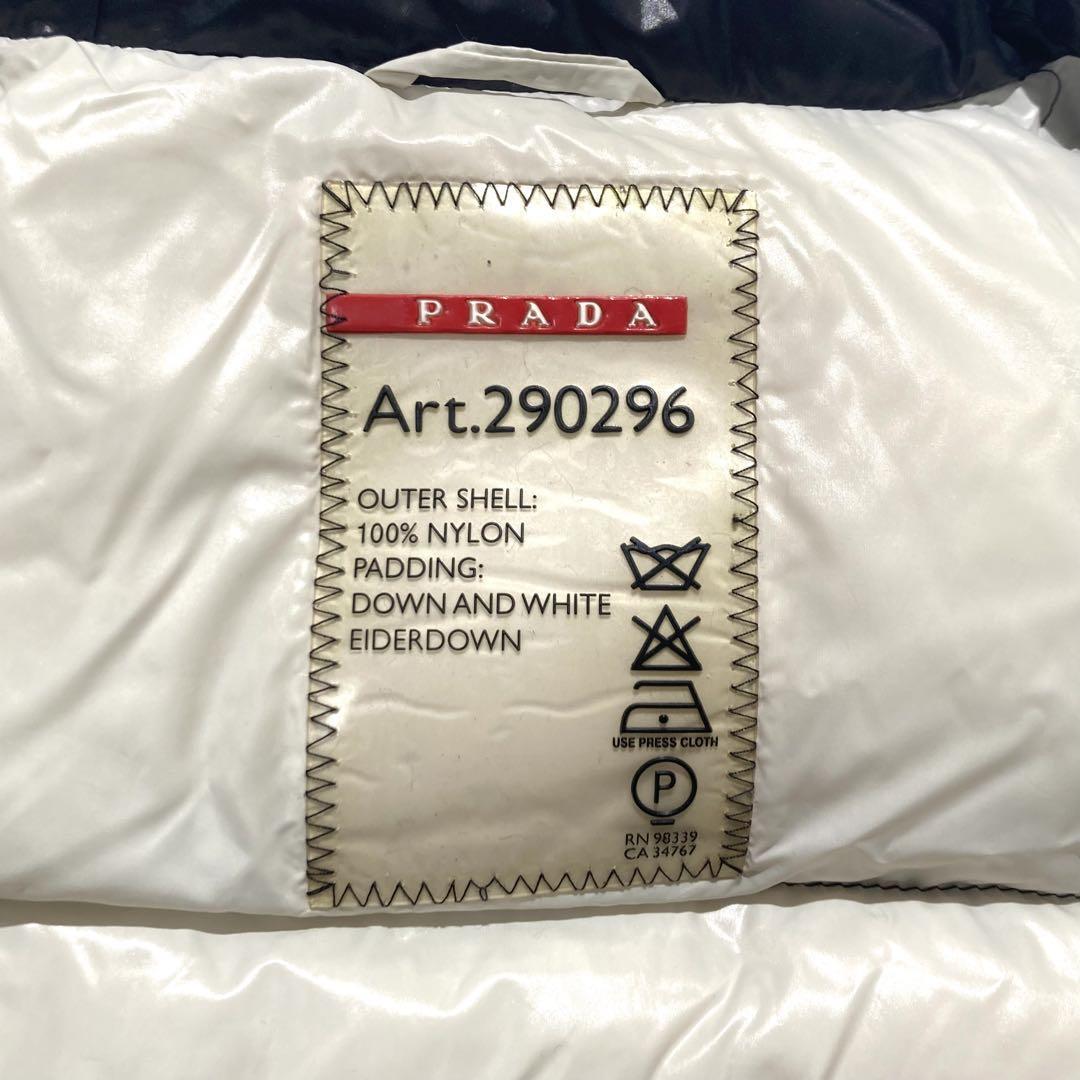 PRADA
Art.290296
OUTER SHELL:
100% NYLON
PADDING:
DOWN AND WHITE
EIDERDOWN
USE PRESS CLOTH
P
RN 98339
CA 34767